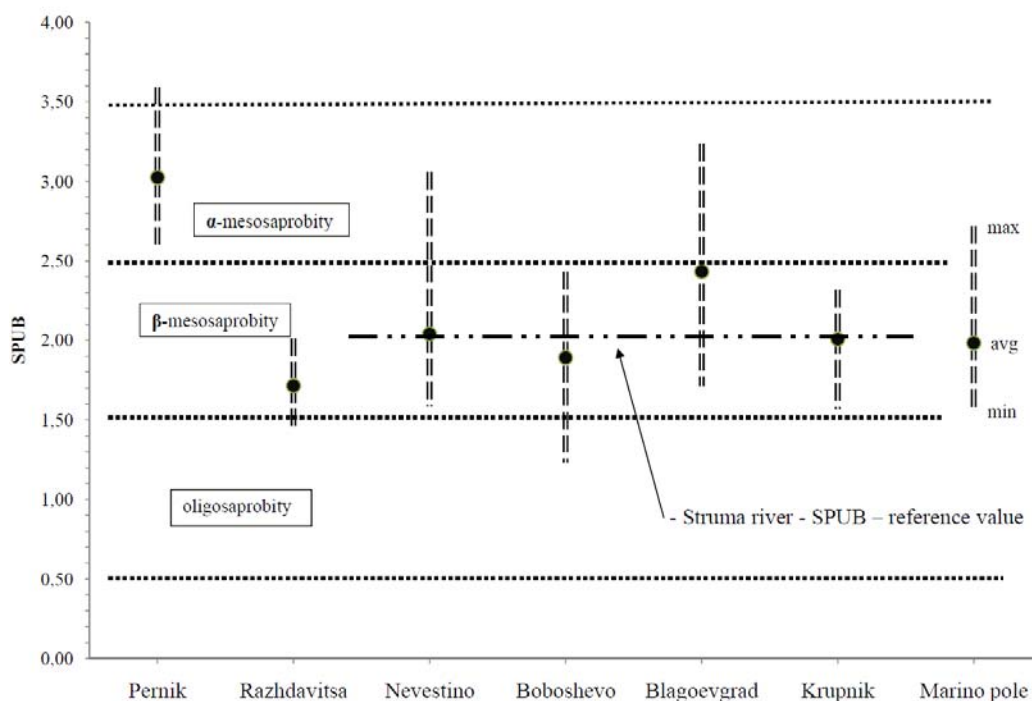 4,00
3,50
3,00
2,50
2,00
1,50
1,00
0,50
0,00
SPUB
α-mesosaprobity
β-mesosaprobity
oligosaprobity
max
avg
min
- Struma river - SPUB – reference value
Pernik Razhdavitsa Nevestino Boboshevo Blagoevgrad Krupnik Marino pole